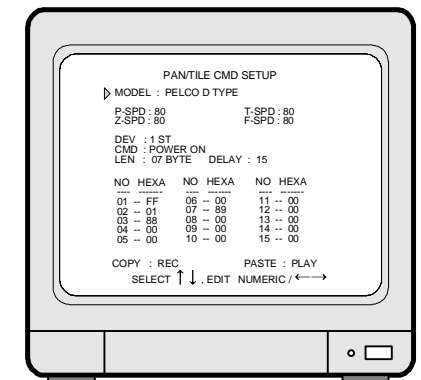 PAN/TILE CMD SETUP
MODEL : PELCO D TYPE
P-SPD : 80 T-SPD : 80
Z-SPD : 80 F-SPD : 80
DEV : 1 ST
CMD : POWER ON
LEN : 07 BYTE DELAY : 15
NO HEXA NO HEXA NO HEXA
---- ------- ---- ------- ---- -------
01 -- FF 06 -- 00 11 -- 00
02 -- 01 07 -- 89 12 -- 00
03 -- 88 08 -- 00 13 -- 00
04 -- 00 09 -- 00 14 -- 00
05 -- 00 10 -- 00 15 -- 00
COPY : REC PASTE : PLAY
SELECT ↑↓ , EDIT NUMERIC / ←→